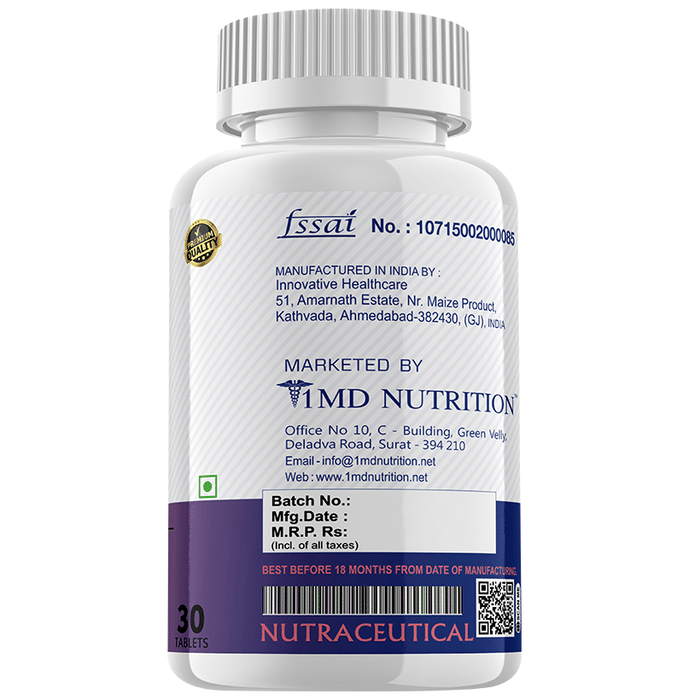 fssai No. : 10715002000085
PREMIUM
QUALITY
MANUFACTURED IN INDIA BY :
Innovative Healthcare
51, Amarnath Estate, Nr. Maize Product,
Kathvada, Ahmedabad-382430, (GJ), INDIA
MARKETED BY
1MD NUTRITION™
Office No 10, C - Building, Green Velly,
Deladva Road, Surat - 394 210
Email - info@1mdnutrition.net
Web : www.1mdnutrition.net
Batch No.:
Mfg.Date :
M.R.P. Rs:
(Incl. of all taxes)
BEST BEFORE 18 MONTHS FROM DATE OF MANUFACTURING.
30
TABLETS
NUTRACEUTICAL
SCAN ME